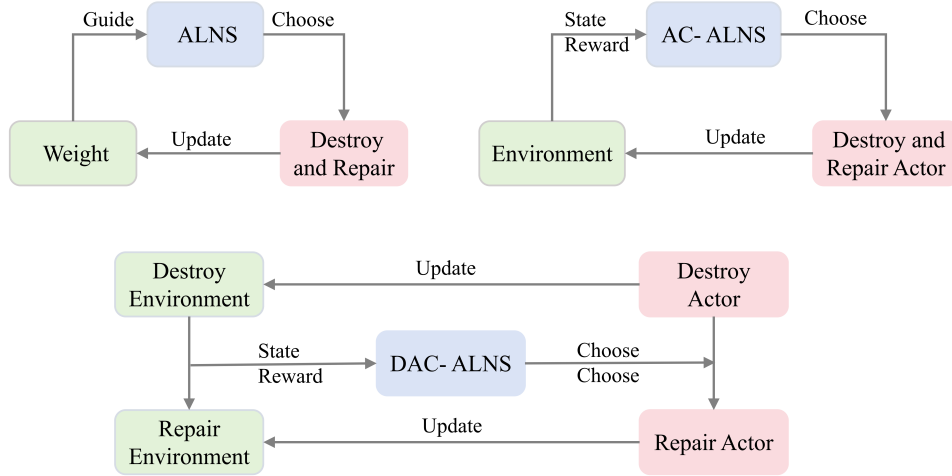 Guide
ALNS
Choose
Weight
Update
Destroy
and Repair
State
Reward
AC- ALNS
Choose
Environment
Update
Destroy and
Repair Actor
Destroy
Environment
Update
Destroy
Actor
State
Reward
DAC- ALNS
Choose
Choose
Repair
Environment
Update
Repair Actor